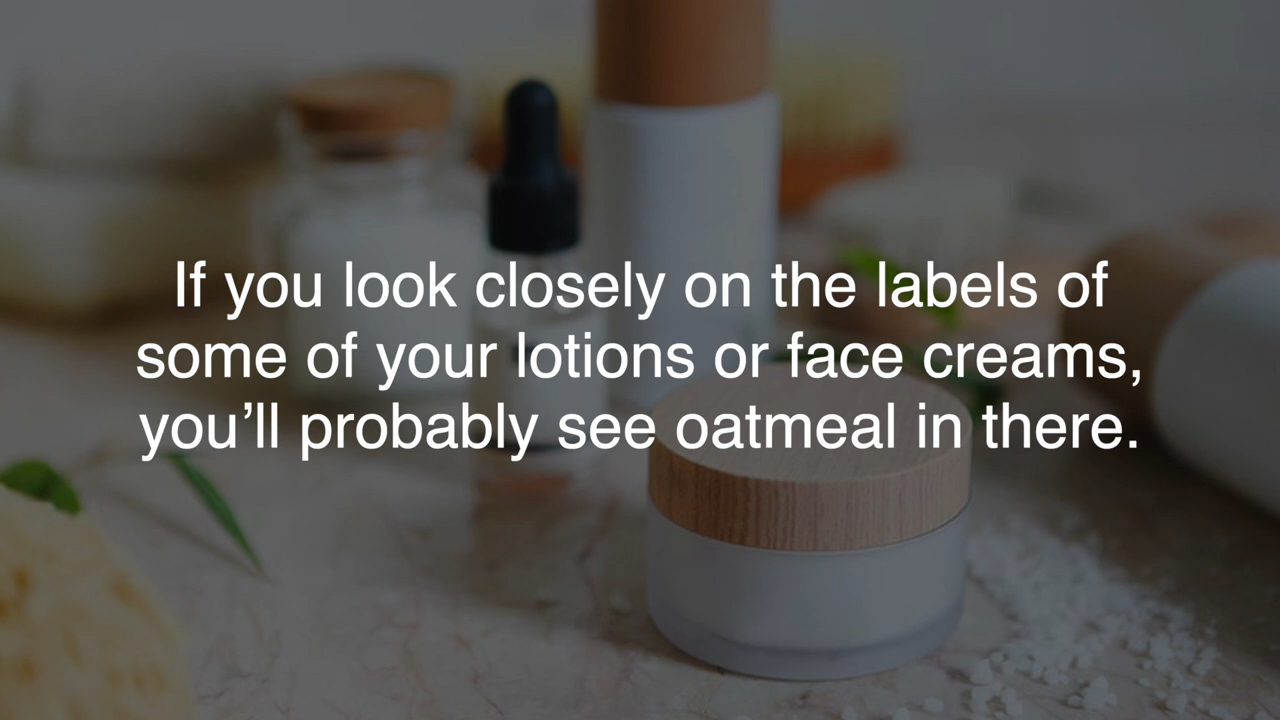 If you look closely on the labels of
some of your lotions or face creams,
you’ll probably see oatmeal in there.